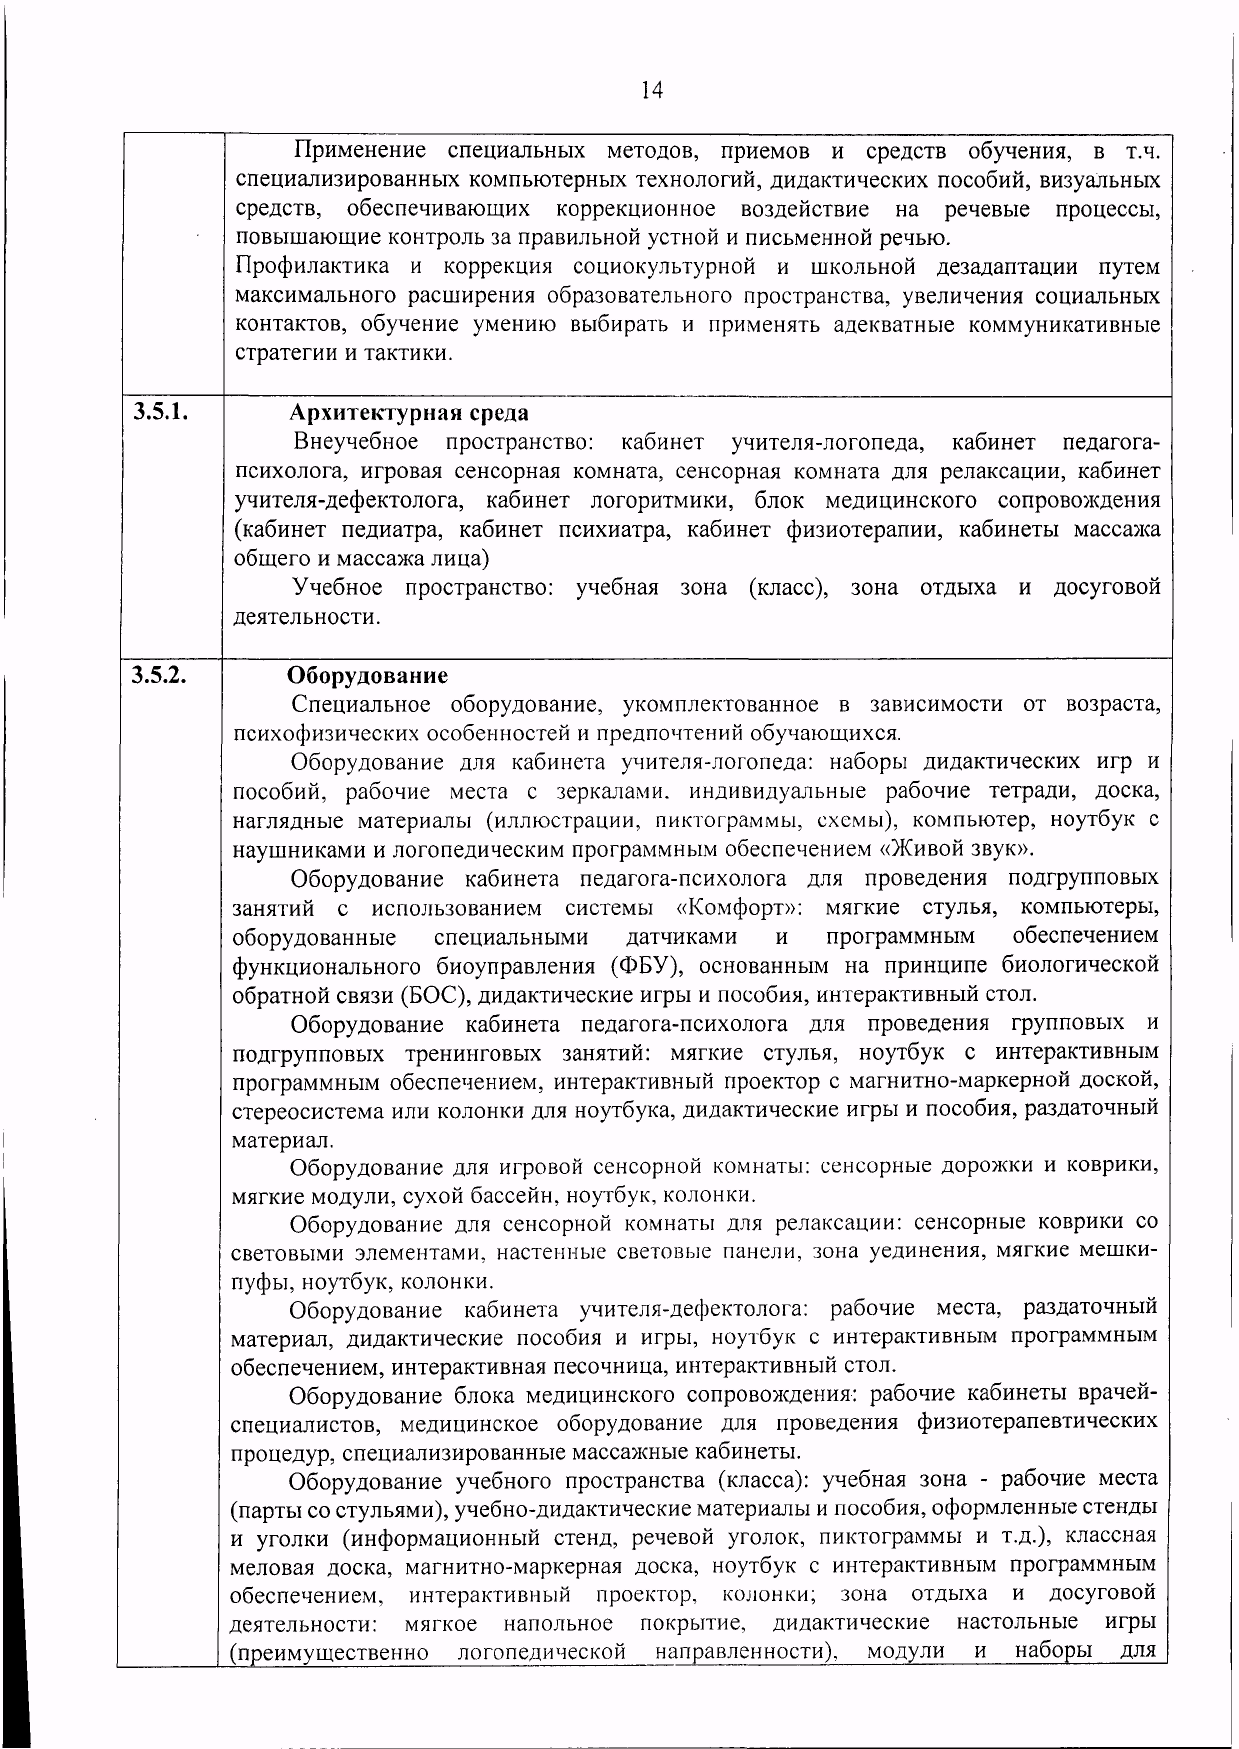 14
Применение специальных методов, приемов и средств обучения, в т.ч.
специализированных компьютерных технологий, дидактических пособий, визуальных
средств, обеспечивающих коррекционное воздействие на речевые процессы,
повышающие контроль за правильной устной и письменной речью.
Профилактика и коррекция социокультурной и школьной дезадаптации путем
максимального расширения образовательного пространства, увеличения социальных
контактов, обучение умению выбирать и применять адекватные коммуникативные
стратегии и тактики.
3.5.1. Архитектурная среда
Внеучебное пространство: кабинет учителя-логопеда, кабинет педагога-
психолога, игровая сенсорная комната, сенсорная комната для релаксации, кабинет
учителя-дефектолога, кабинет логоритмики, блок медицинского сопровождения
(кабинет педиатра, кабинет психиатра, кабинет физиотерапии, кабинеты массажа
общего и массажа лица)
Учебное пространство: учебная зона (класс), зона отдыха и досуговой
деятельности.
3.5.2. Оборудование
Специальное оборудование, укомплектованное в зависимости от возраста,
психофизических особенностей и предпочтений обучающихся.
Оборудование для кабинета учителя-логопеда: наборы дидактических игр и
пособий, рабочие места с зеркалами. индивидуальные рабочие тетради, доска,
наглядные материалы (иллюстрации, пиктограммы, схемы), компьютер, ноутбук с
наушниками и логопедическим программным обеспечением «Живой звук».
Оборудование кабинета педагога-психолога для проведения подгрупповых
занятий с использованием системы «Комфорт»: мягкие стулья, компьютеры,
оборудованные специальными датчиками и программным обеспечением
функционального биоуправления (ФБУ), основанным на принципе биологической
обратной связи (БОС), дидактические игры и пособия, интерактивный стол.
Оборудование кабинета педагога-психолога для проведения групповых и
подгрупповых тренинговых занятий: мягкие стулья, ноутбук с интерактивным
программным обеспечением, интерактивный проектор с магнитно-маркерной доской,
стереосистема или колонки для ноутбука, дидактические игры и пособия, раздаточный
материал.
Оборудование для игровой сенсорной комнаты: сенсорные дорожки и коврики,
мягкие модули, сухой бассейн, ноутбук, колонки.
Оборудование для сенсорной комнаты для релаксации: сенсорные коврики со
световыми элементами, настенные световые панели, зона уединения, мягкие мешки-
пуфы, ноутбук, колонки.
Оборудование кабинета учителя-дефектолога: рабочие места, раздаточный
материал, дидактические пособия и игры, ноутбук с интерактивным программным
обеспечением, интерактивная песочница, интерактивный стол.
Оборудование блока медицинского сопровождения: рабочие кабинеты врачей-
специалистов, медицинское оборудование для проведения физиотерапевтических
процедур, специализированные массажные кабинеты.
Оборудование учебного пространства (класса): учебная зона - рабочие места
(парты со стульями), учебно-дидактические материалы и пособия, оформленные стенды
и уголки (информационный стенд, речевой уголок, пиктограммы и т.д.), классная
меловая доска, магнитно-маркерная доска, ноутбук с интерактивным программным
обеспечением, интерактивный проектор, колонки; зона отдыха и досуговой
деятельности: мягкое напольное покрытие, дидактические настольные игры
(преимущественно логопедической направленности), модули и наборы для